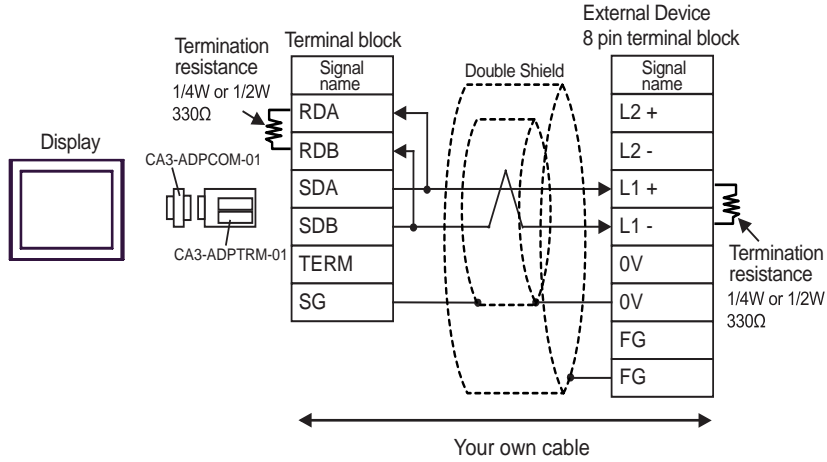 External Device
8 pin terminal block
Terminal block
Termination
resistance
1/4W or 1/2W
330Ω
Display
CA3-ADPCOM-01
CA3-ADPTRM-01
Signal
name
RDA
RDB
SDA
SDB
TERM
SG
Double Shield
Signal
name
L2 +
L2 -
L1 +
L1 -
0V
0V
FG
FG
Termination
resistance
1/4W or 1/2W
330Ω
Your own cable